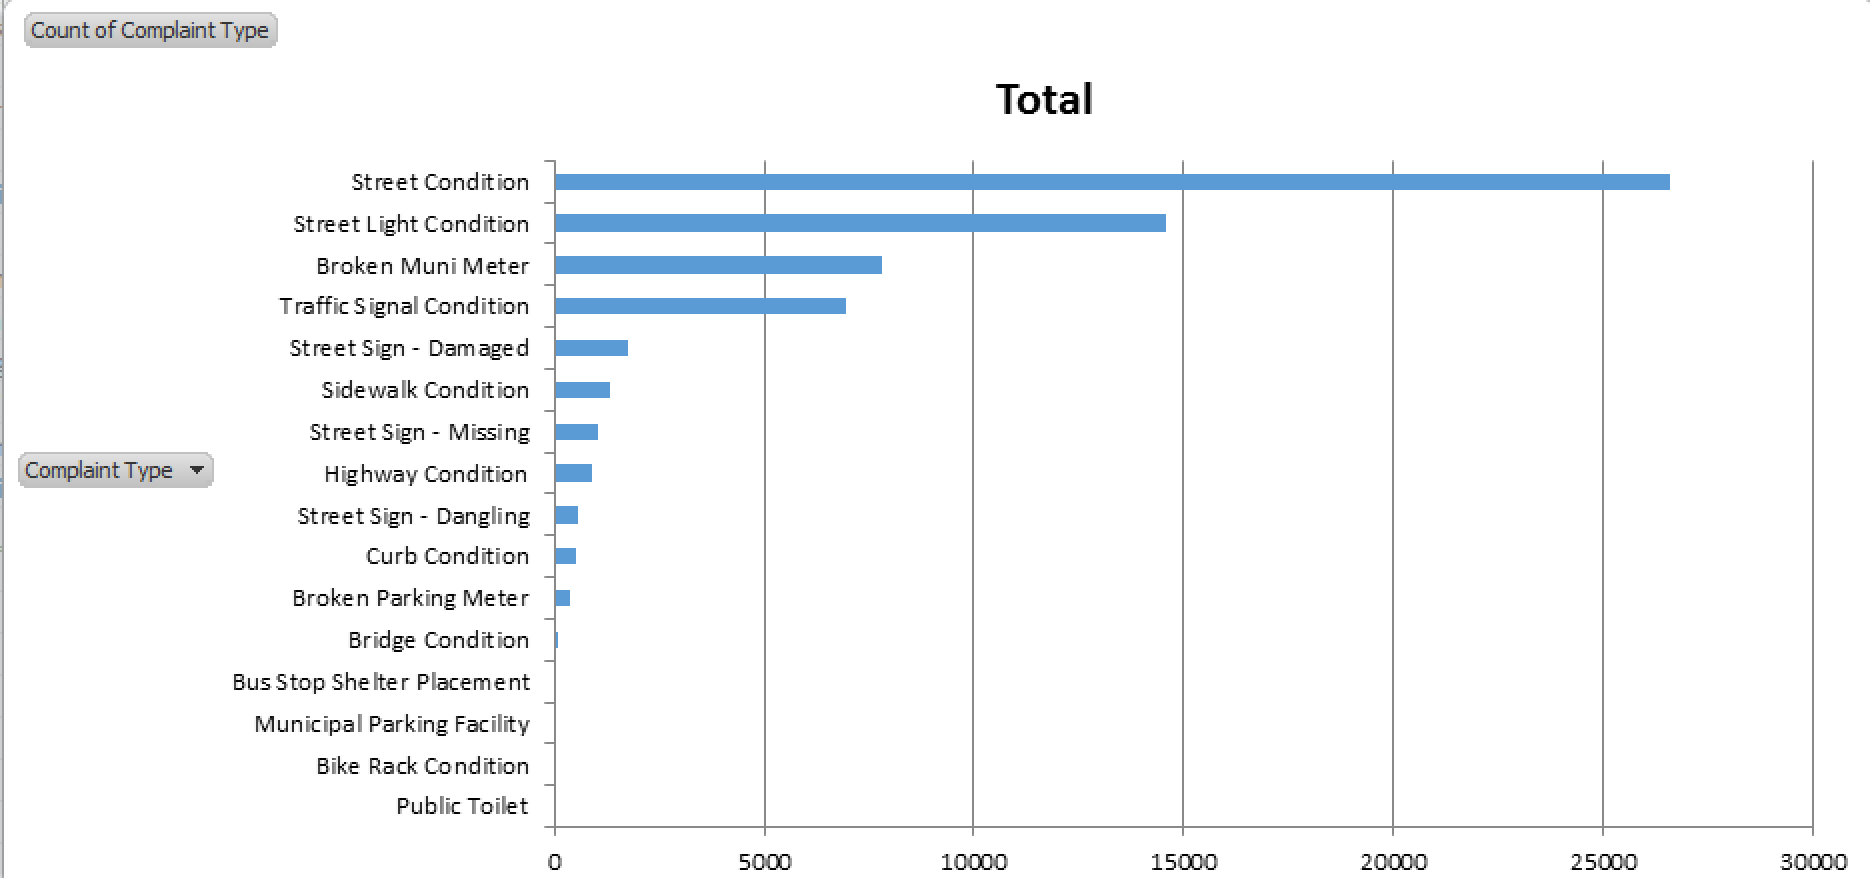 Count of Complaint Type
Total
Street Condition
Street Light Condition
Broken Muni Meter
Traffic Signal Condition
Street Sign - Damaged
Sidewalk Condition
Street Sign - Missing
Complaint Type
Highway Condition
Street Sign - Dangling
Curb Condition
Broken Parking Meter
Bridge Condition
Bus Stop Shelter Placement
Municipal Parking Facility
Bike Rack Condition
Public Toilet
0 5000 10000 15000 20000 25000 30000